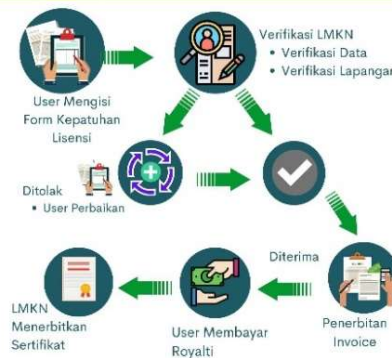 User Mengisi
Form Kepatuhan
Lisensi
Verifikasi LMKN
• Verifikasi Data
• Verifikasi Lapangan
Ditolak
• User Perbaikan
Diterima
Penerbitan
Invoice
User Membayar
Royalti
LMKN
Menerbitkan
Sertifikat